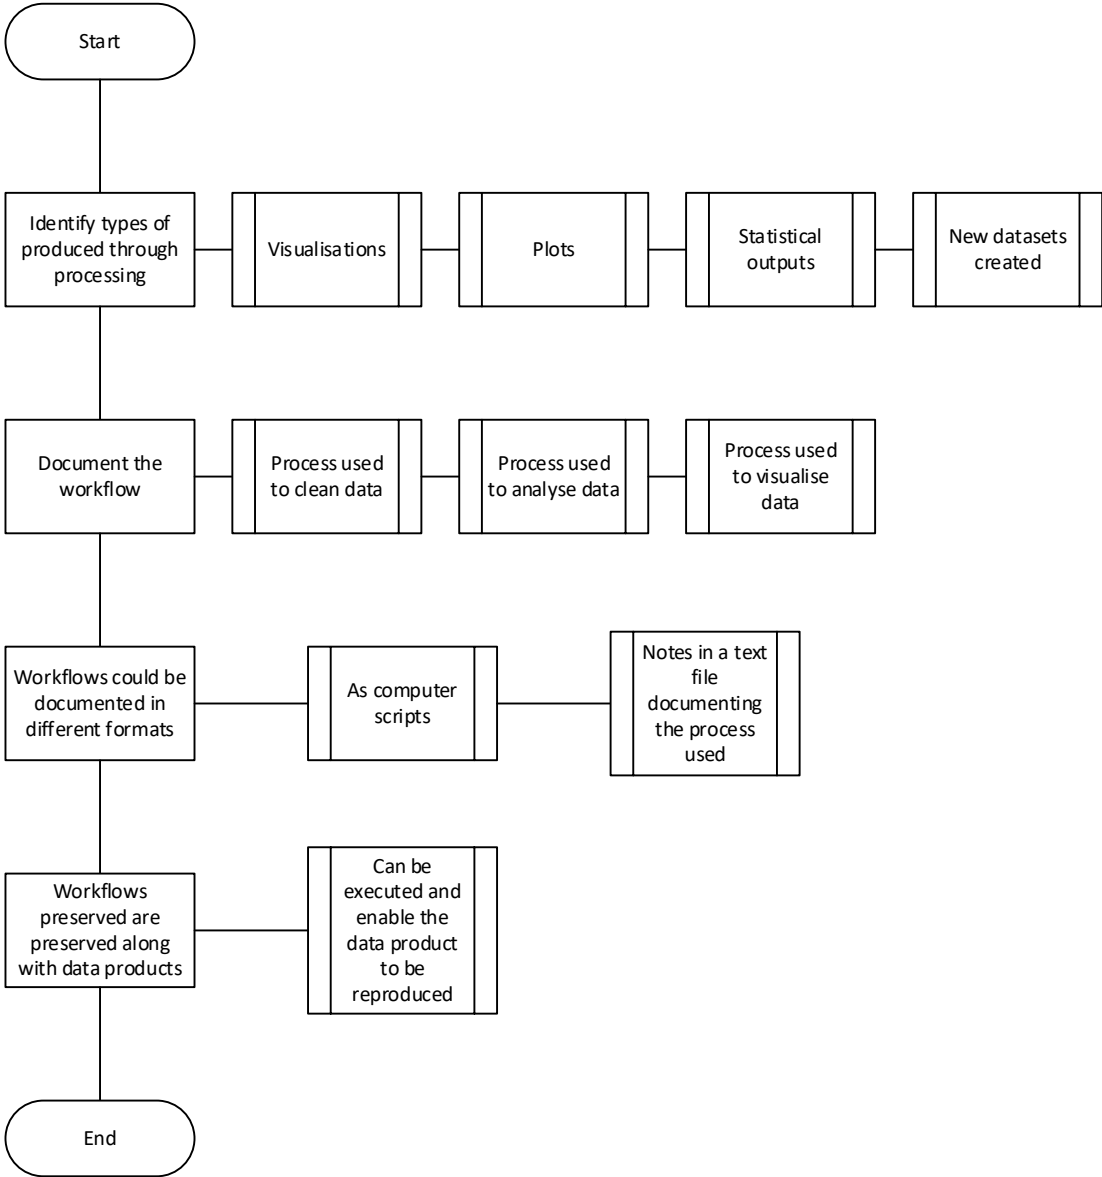 Start
Identify types of
produced through
processing
Visualisations
Plots
Statistical
outputs
New datasets
created
Document the
workflow
Process used
to clean data
Process used
to analyse data
Process used
to visualise
data
Workflows could be
documented in
different formats
As computer
scripts
Notes in a text
file
documenting
the process
used
Workflows
preserved are
preserved along
with data products
Can be
executed and
enable the
data product
to be
reproduced
End